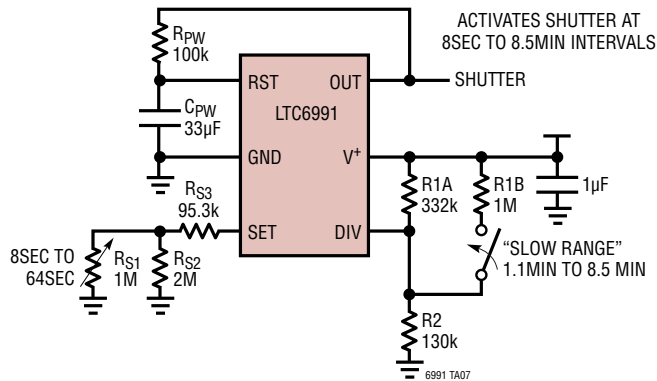 ACTIVATES SHUTTER AT
8SEC TO 8.5MIN INTERVALS
RPW
100k
RST
OUT
SHUTTER
LTC6991
CPW
33µF
GND
V+
RS3
95.3k
R1A
332k
R1B
1M
1µF
SET
DIV
8SEC TO
64SEC
RS1
1M
RS2
2M
“SLOW RANGE”
1.1MIN TO 8.5 MIN
R2
130k
6991 TA07